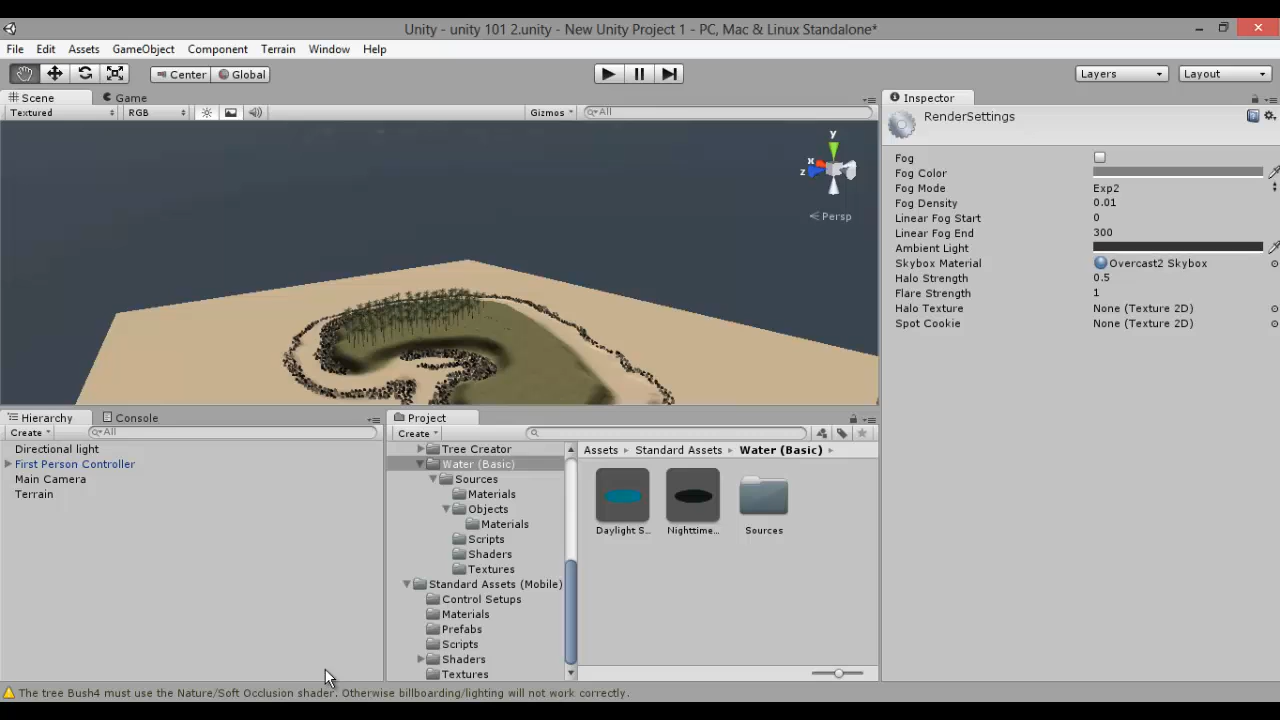 Unity - unity 101 2.unity - New Unity Project 1 - PC, Mac & Linux Standalone*
File Edit Assets GameObject Component Terrain Window Help
Center Global Layers Layout
Scene Game
Textured RGB Gizmos All
y
x
z
Persp
Inspector
RenderSettings
Fog
Fog Color
Fog Mode Exp2
Fog Density 0.01
Linear Fog Start 0
Linear Fog End 300
Ambient Light
Skybox Material Overcast2 Skybox
Halo Strength 0.5
Flare Strength 1
Halo Texture None (Texture 2D)
Spot Cookie None (Texture 2D)
Hierarchy Console
Create All
Directional light
First Person Controller
Main Camera
Terrain
Project
Create
Tree Creator
Water (Basic)
Sources
Materials
Objects
Materials
Scripts
Shaders
Textures
Standard Assets (Mobile)
Control Setups
Materials
Prefabs
Scripts
Shaders
Textures
Assets Standard Assets Water (Basic)
Daylight S... Nighttime... Sources
The tree Bush4 must use the Nature/Soft Occlusion shader. Otherwise billboarding/lighting will not work correctly.